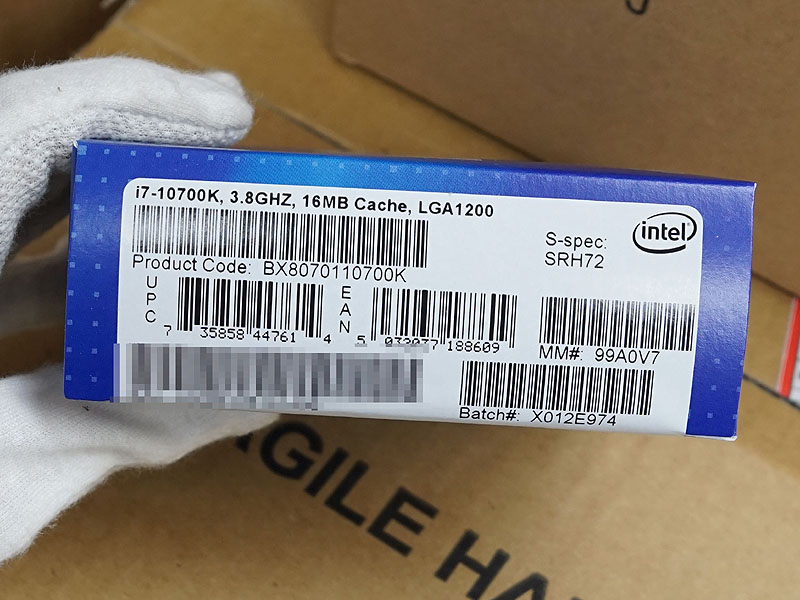 i7-10700K, 3.8GHZ, 16MB Cache, LGA1200
intel
S-spec:
SRH72
Product Code: BX8070110700K
UPC
7 35858 44761 4
EAN
5 032037 188609
MM#: 99A0V7
Batch#: X012E974
AGILE HAN